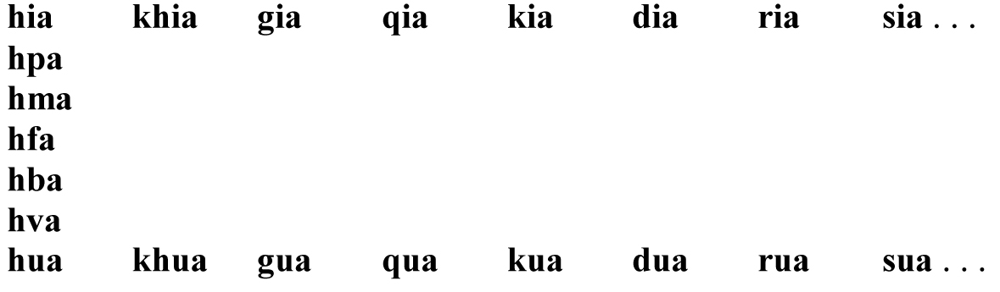 hia khia gia qia kia dia ria sia . . .
hpa
hma
hfa
hba
hva
hua khua gua qua kua dua rua sua . . .